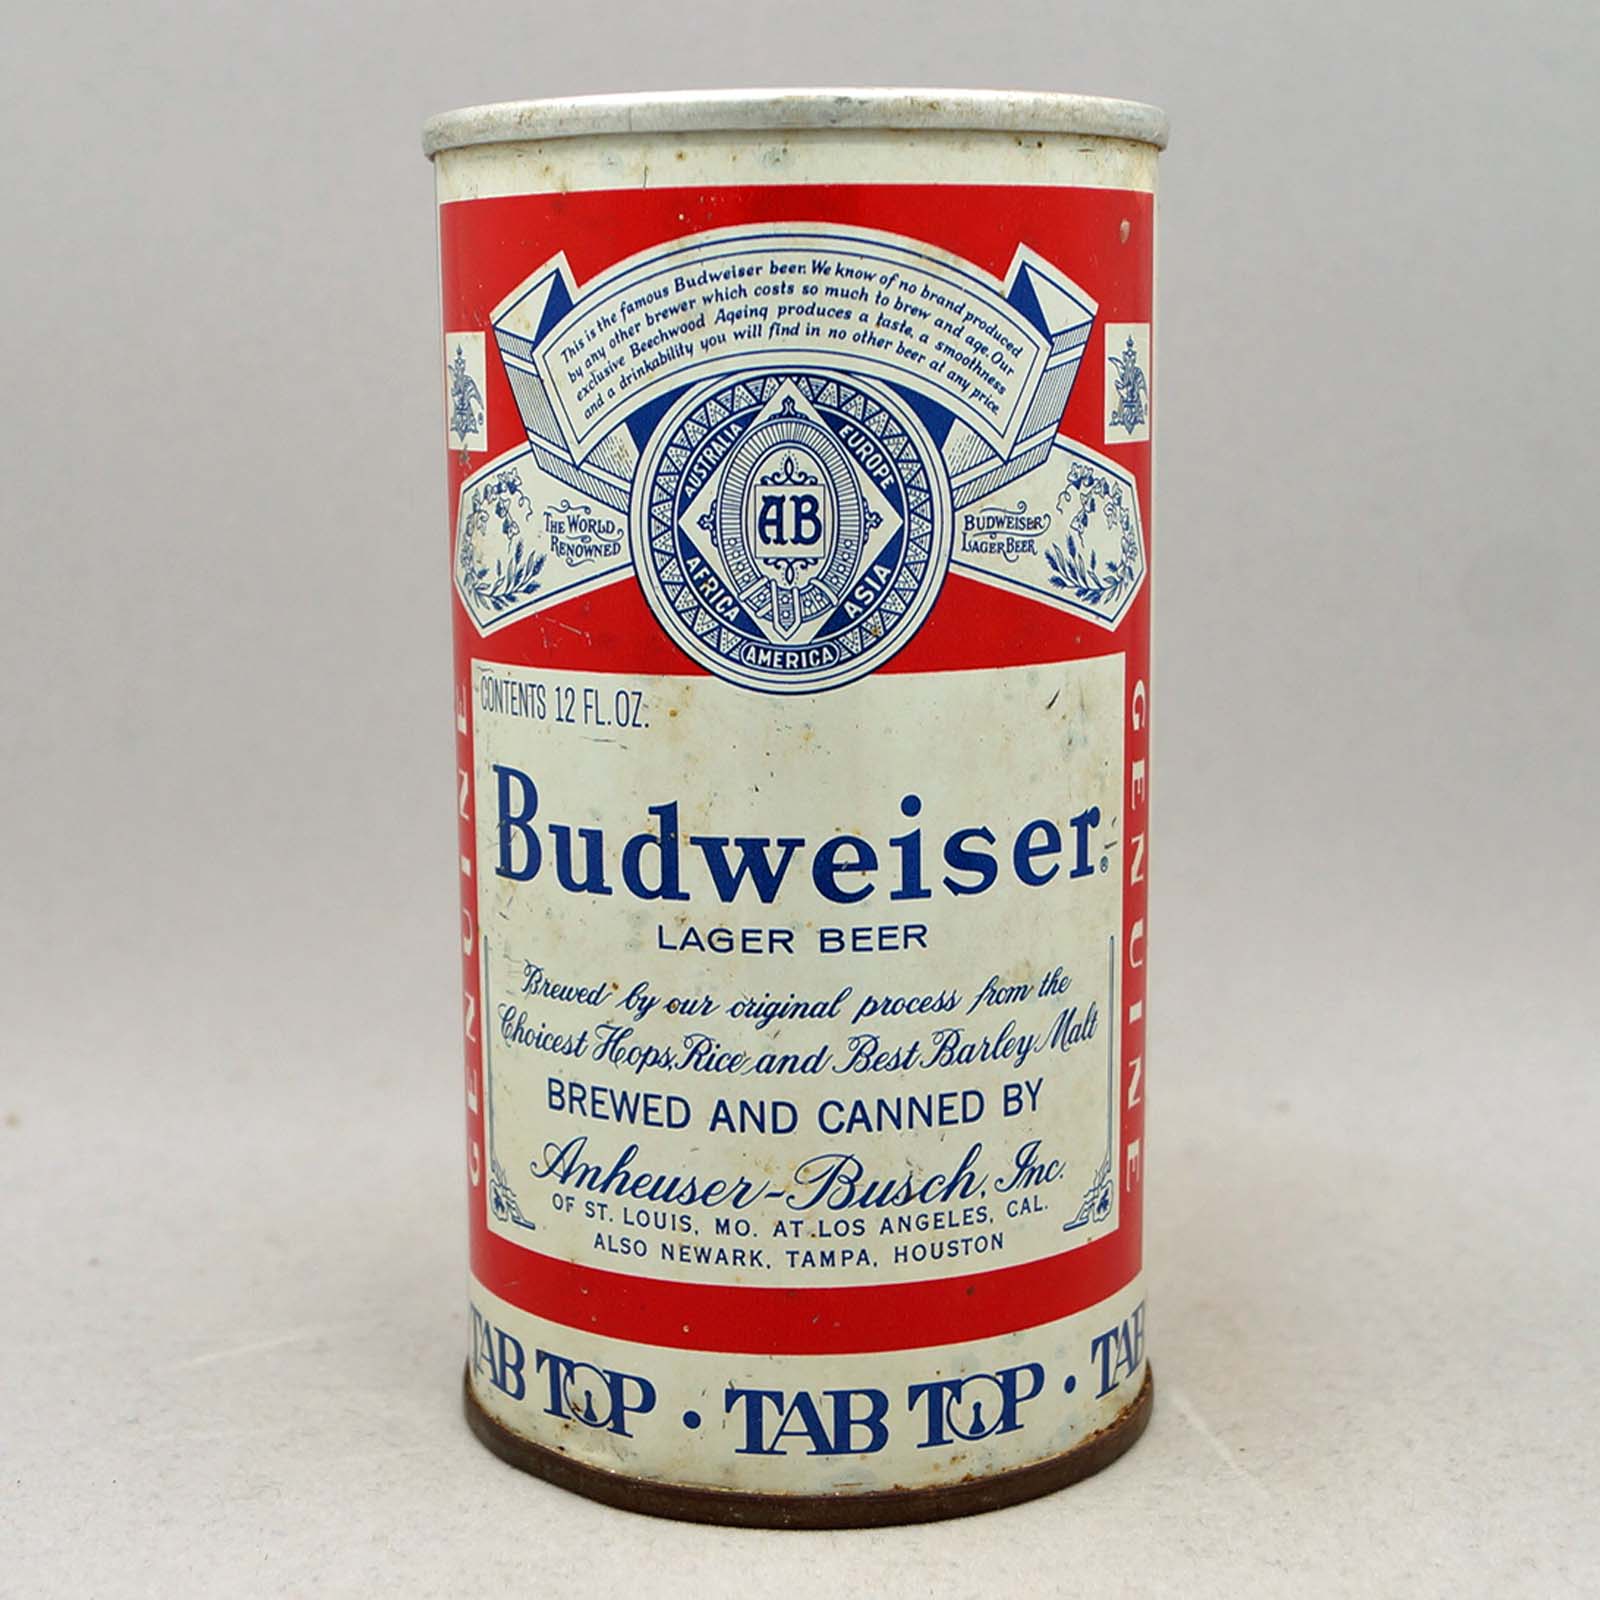 This is the famous Budweiser beer. We know of no brand produced
by any other brewer which costs so much to brew and age. Our
exclusive Beechwood Ageing produces a taste, a smoothness
and a drinkability you will find in no other beer at any price.
AUSTRALIA
EUROPE
AB
AFRICA
ASIA
AMERICA
THE WORLD
RENOWNED
BUDWEISER
LAGER BEER
CONTENTS 12 FL. OZ.
Budweiser®
LAGER BEER
Brewed by our original process from the
Choicest Hops, Rice and Best Barley Malt
BREWED AND CANNED BY
Anheuser-Busch, Inc.
OF ST. LOUIS, MO. AT LOS ANGELES, CAL.
ALSO NEWARK, TAMPA, HOUSTON
GENUINE
GENUINE
TAB TOP • TAB TOP • TAB